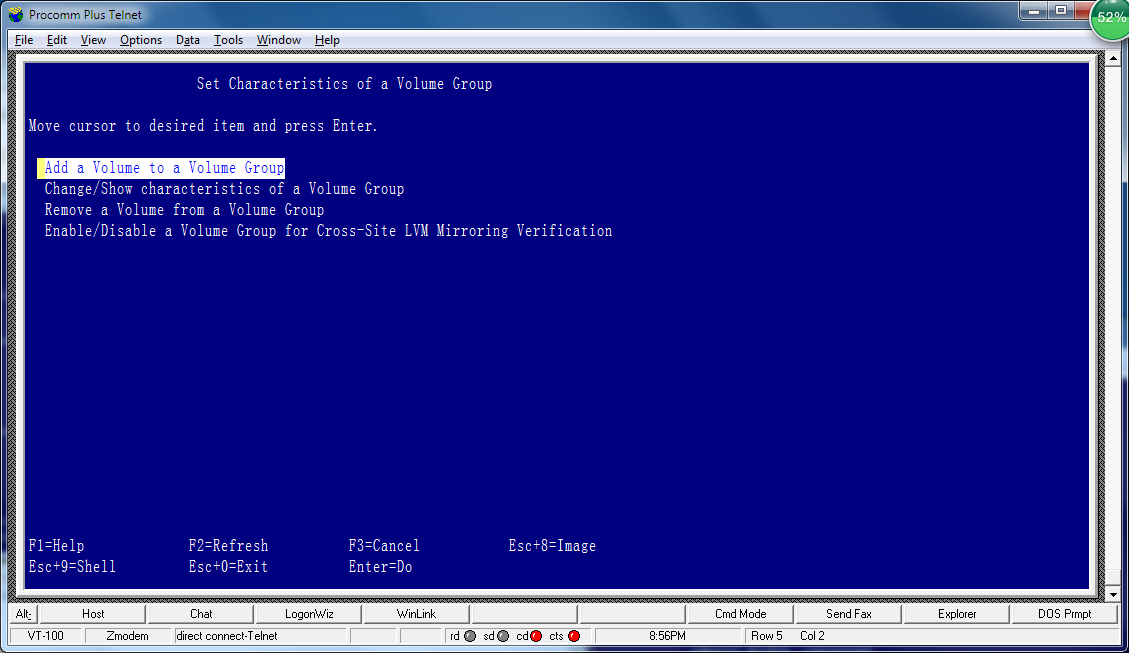 Procomm Plus Telnet
52%
File Edit View Options Data Tools Window Help
Set Characteristics of a Volume Group
Move cursor to desired item and press Enter.
Add a Volume to a Volume Group
Change/Show characteristics of a Volume Group
Remove a Volume from a Volume Group
Enable/Disable a Volume Group for Cross-Site LVM Mirroring Verification
F1=Help F2=Refresh F3=Cancel Esc+8=Image
Esc+9=Shell Esc+0=Exit Enter=Do
Alt- Host Chat LogonWiz WinLink Cmd Mode Send Fax Explorer DOS Prmpt
VT-100 Zmodem direct connect-Telnet rd sd cd cts 8:56PM Row 5 Col 2